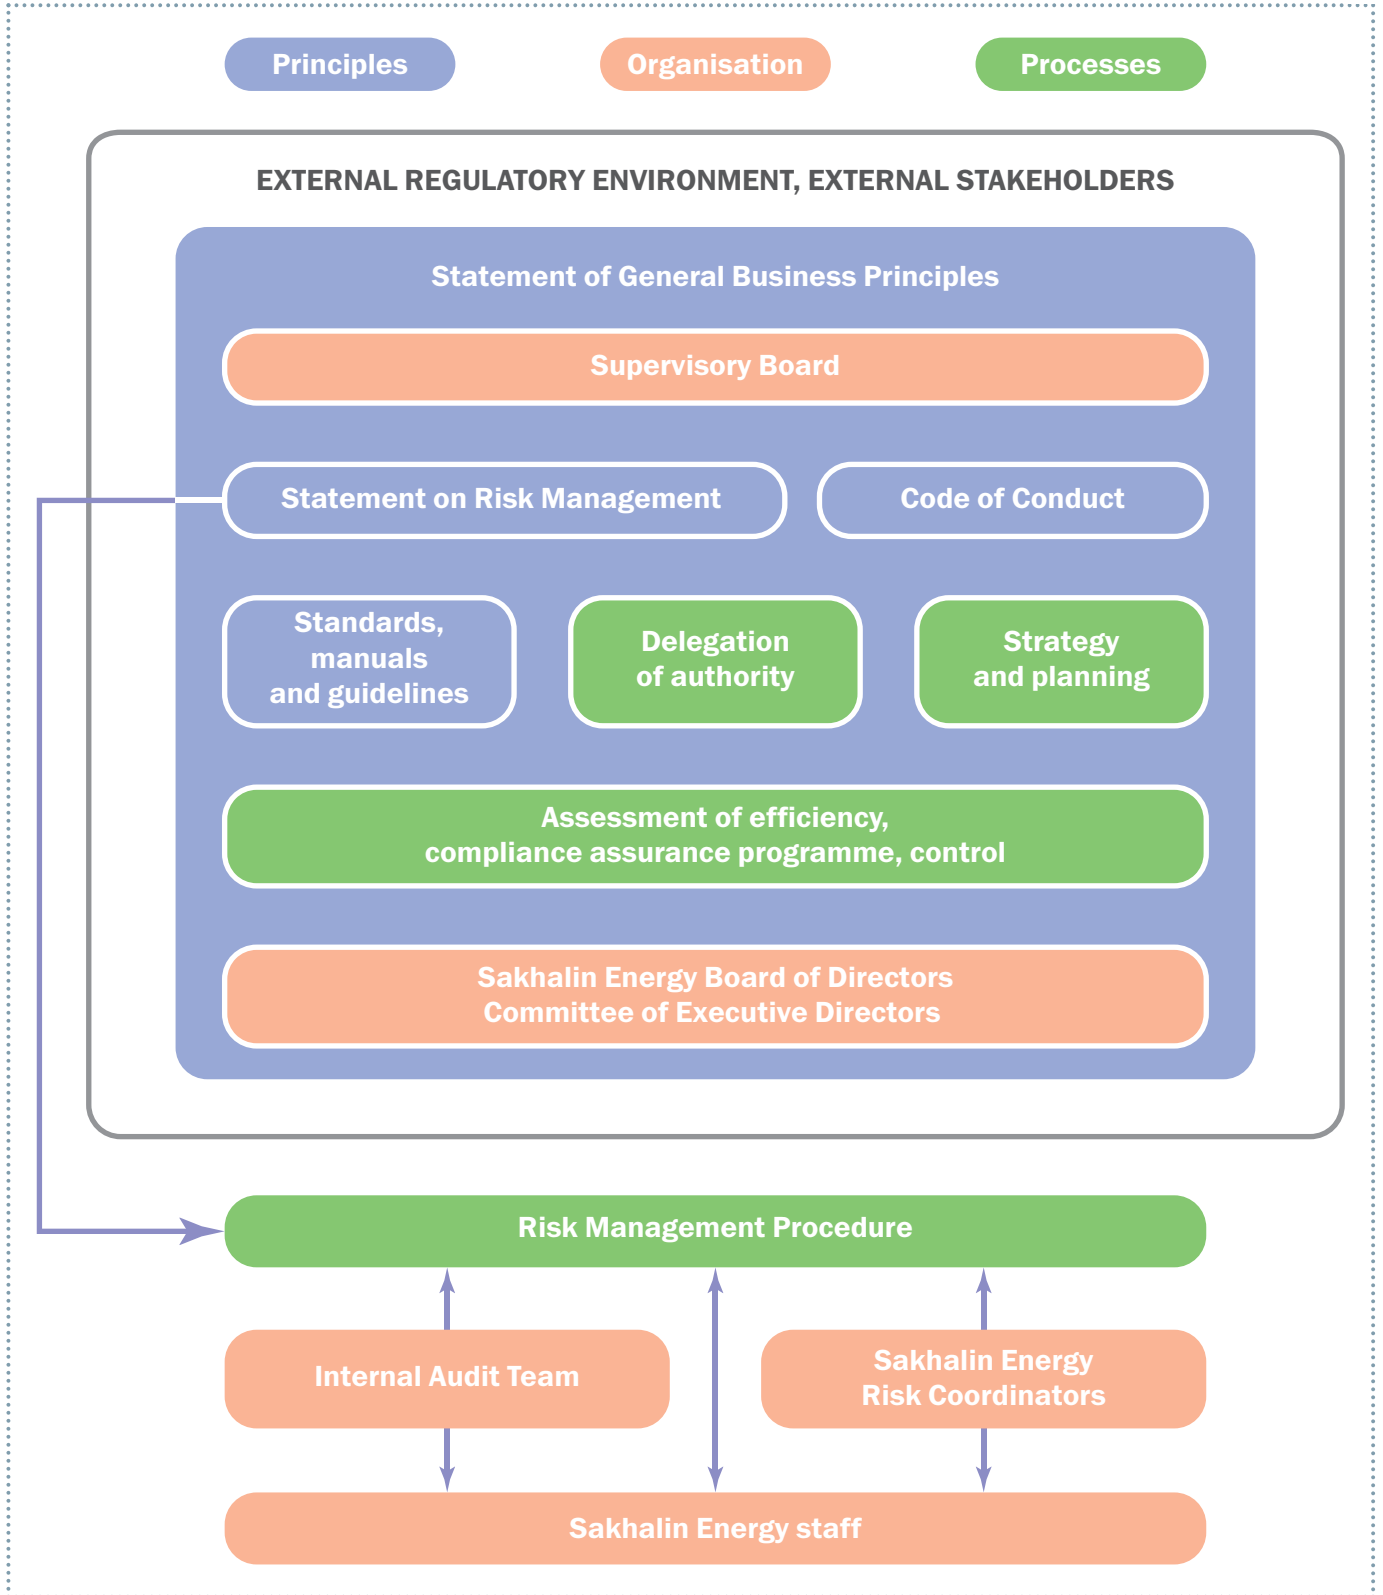 Principles
Organisation
Processes
EXTERNAL REGULATORY ENVIRONMENT, EXTERNAL STAKEHOLDERS
Statement of General Business Principles
Supervisory Board
Statement on Risk Management
Code of Conduct
Standards,
manuals
and guidelines
Delegation
of authority
Strategy
and planning
Assessment of efficiency,
compliance assurance programme, control
Sakhalin Energy Board of Directors
Committee of Executive Directors
Risk Management Procedure
Internal Audit Team
Sakhalin Energy
Risk Coordinators
Sakhalin Energy staff